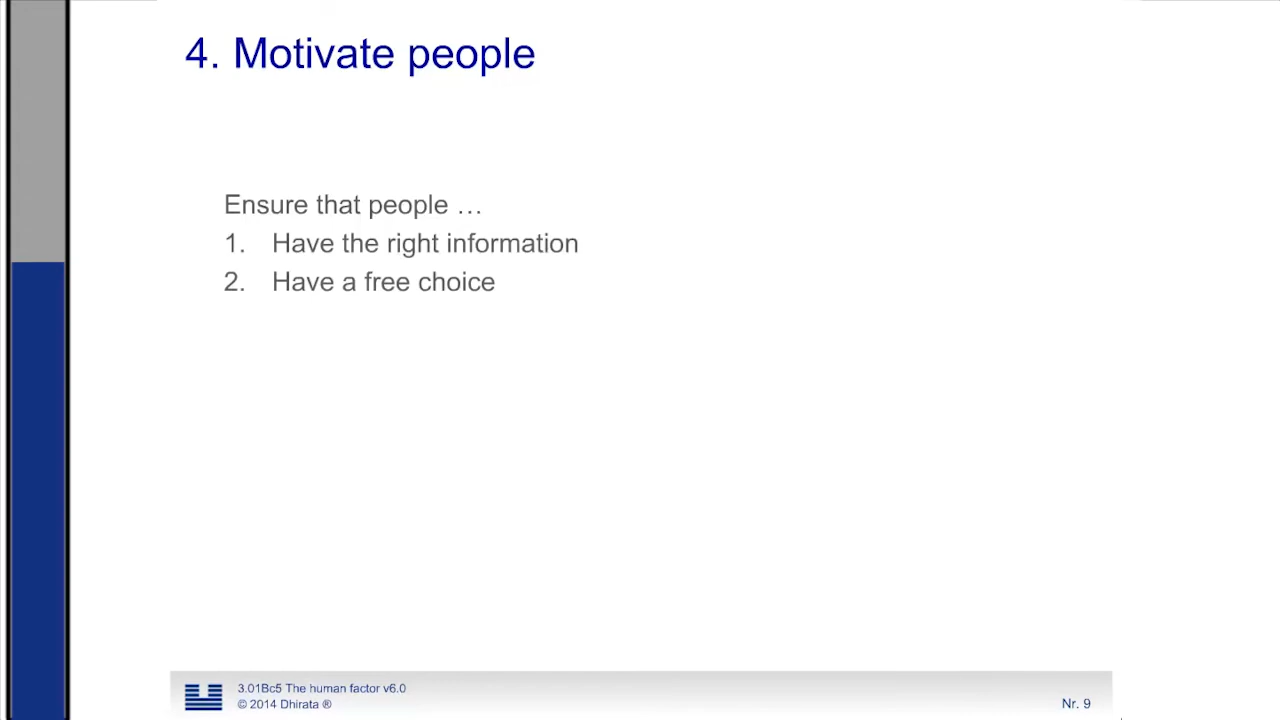 4. Motivate people
Ensure that people …
1. Have the right information
2. Have a free choice
3.01Bc5 The human factor v6.0
© 2014 Dhirata ®
Nr. 9